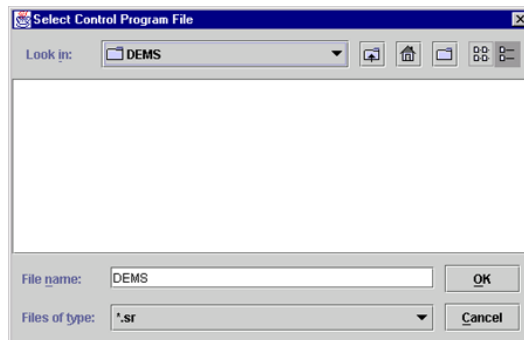 Select Control Program File
Look in: DEMS
File name: DEMS OK
Files of type: *.sr Cancel